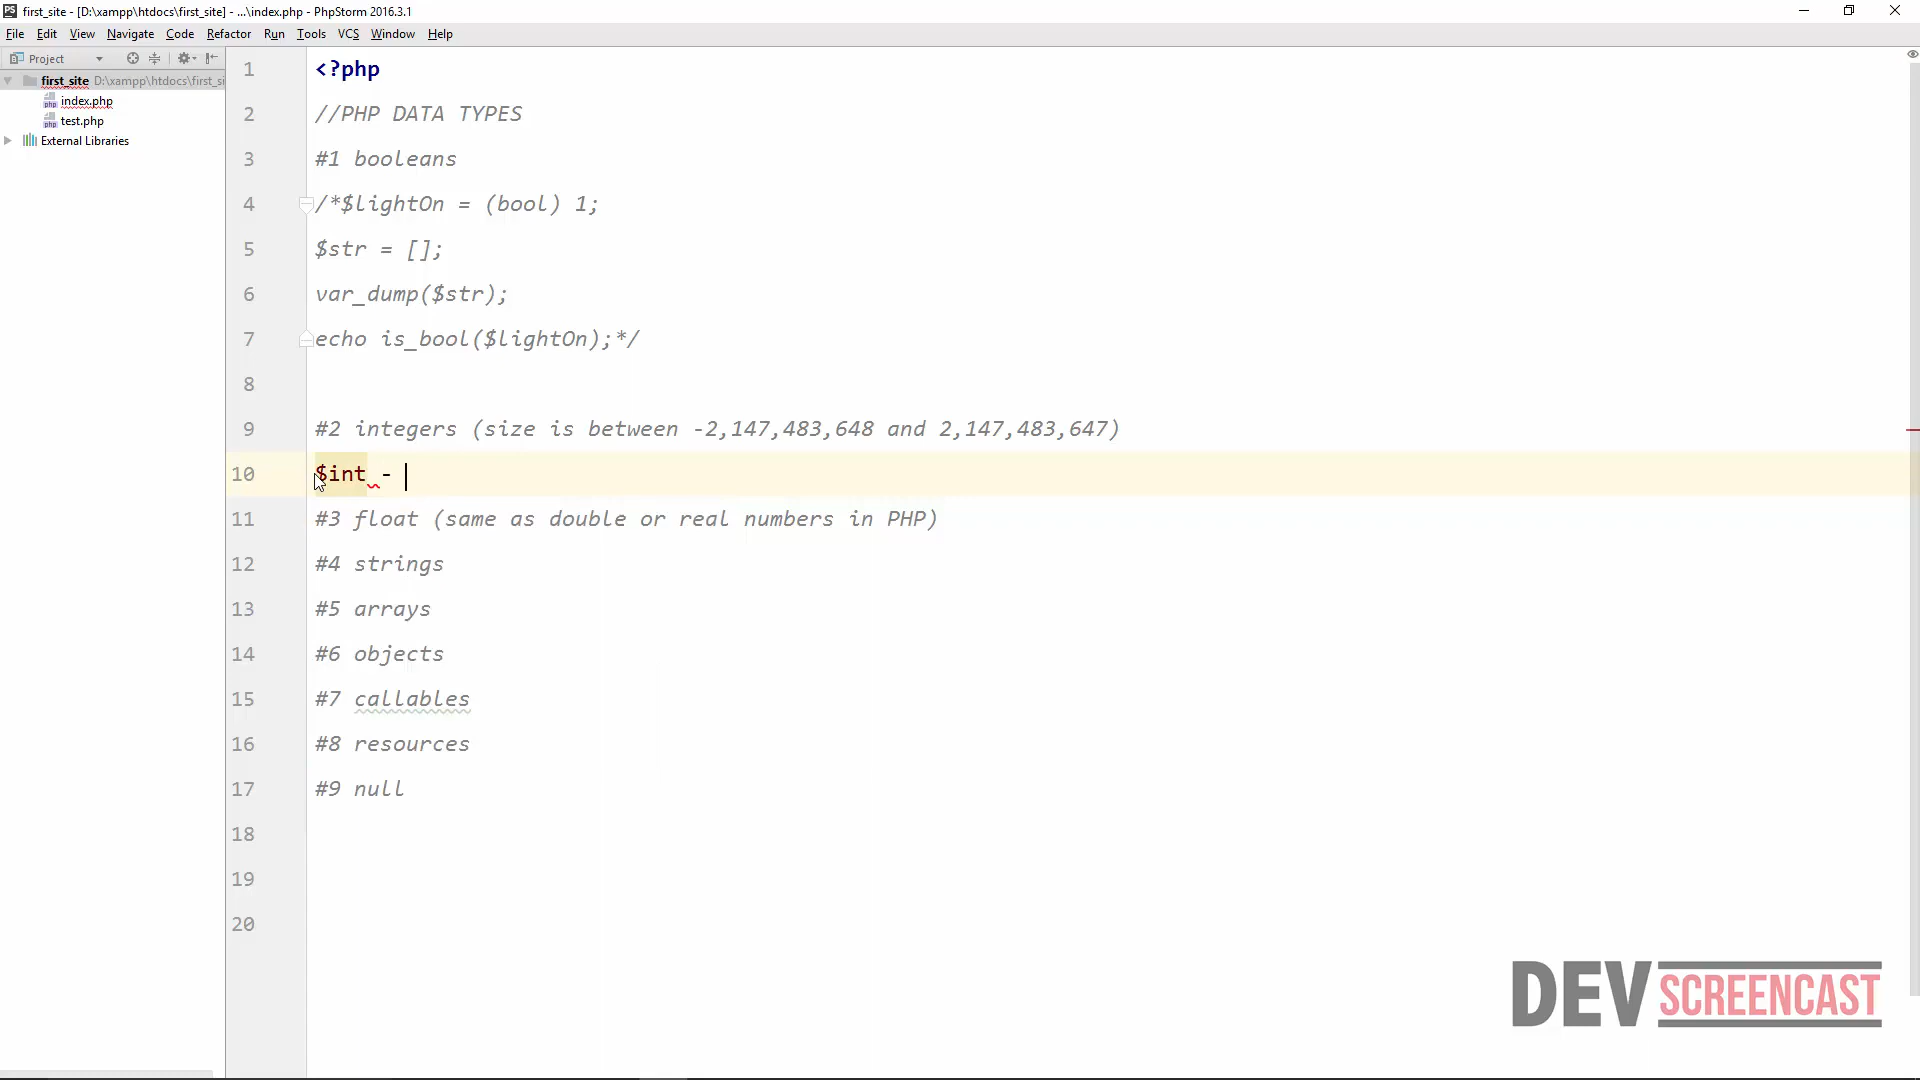 first_site - [D:\xampp\htdocs\first_site] - ...\index.php - PhpStorm 2016.3.1
File Edit View Navigate Code Refactor Run Tools VCS Window Help
Project
first_site D:\xampp\htdocs\first_si
index.php
test.php
External Libraries
1 <?php
2 //PHP DATA TYPES
3 #1 booleans
4 /*$lightOn = (bool) 1;
5 $str = [];
6 var_dump($str);
7 echo is_bool($lightOn);*/
8
9 #2 integers (size is between -2,147,483,648 and 2,147,483,647)
10 $int -
11 #3 float (same as double or real numbers in PHP)
12 #4 strings
13 #5 arrays
14 #6 objects
15 #7 callables
16 #8 resources
17 #9 null
18
19
20
DEVSCREENCAST